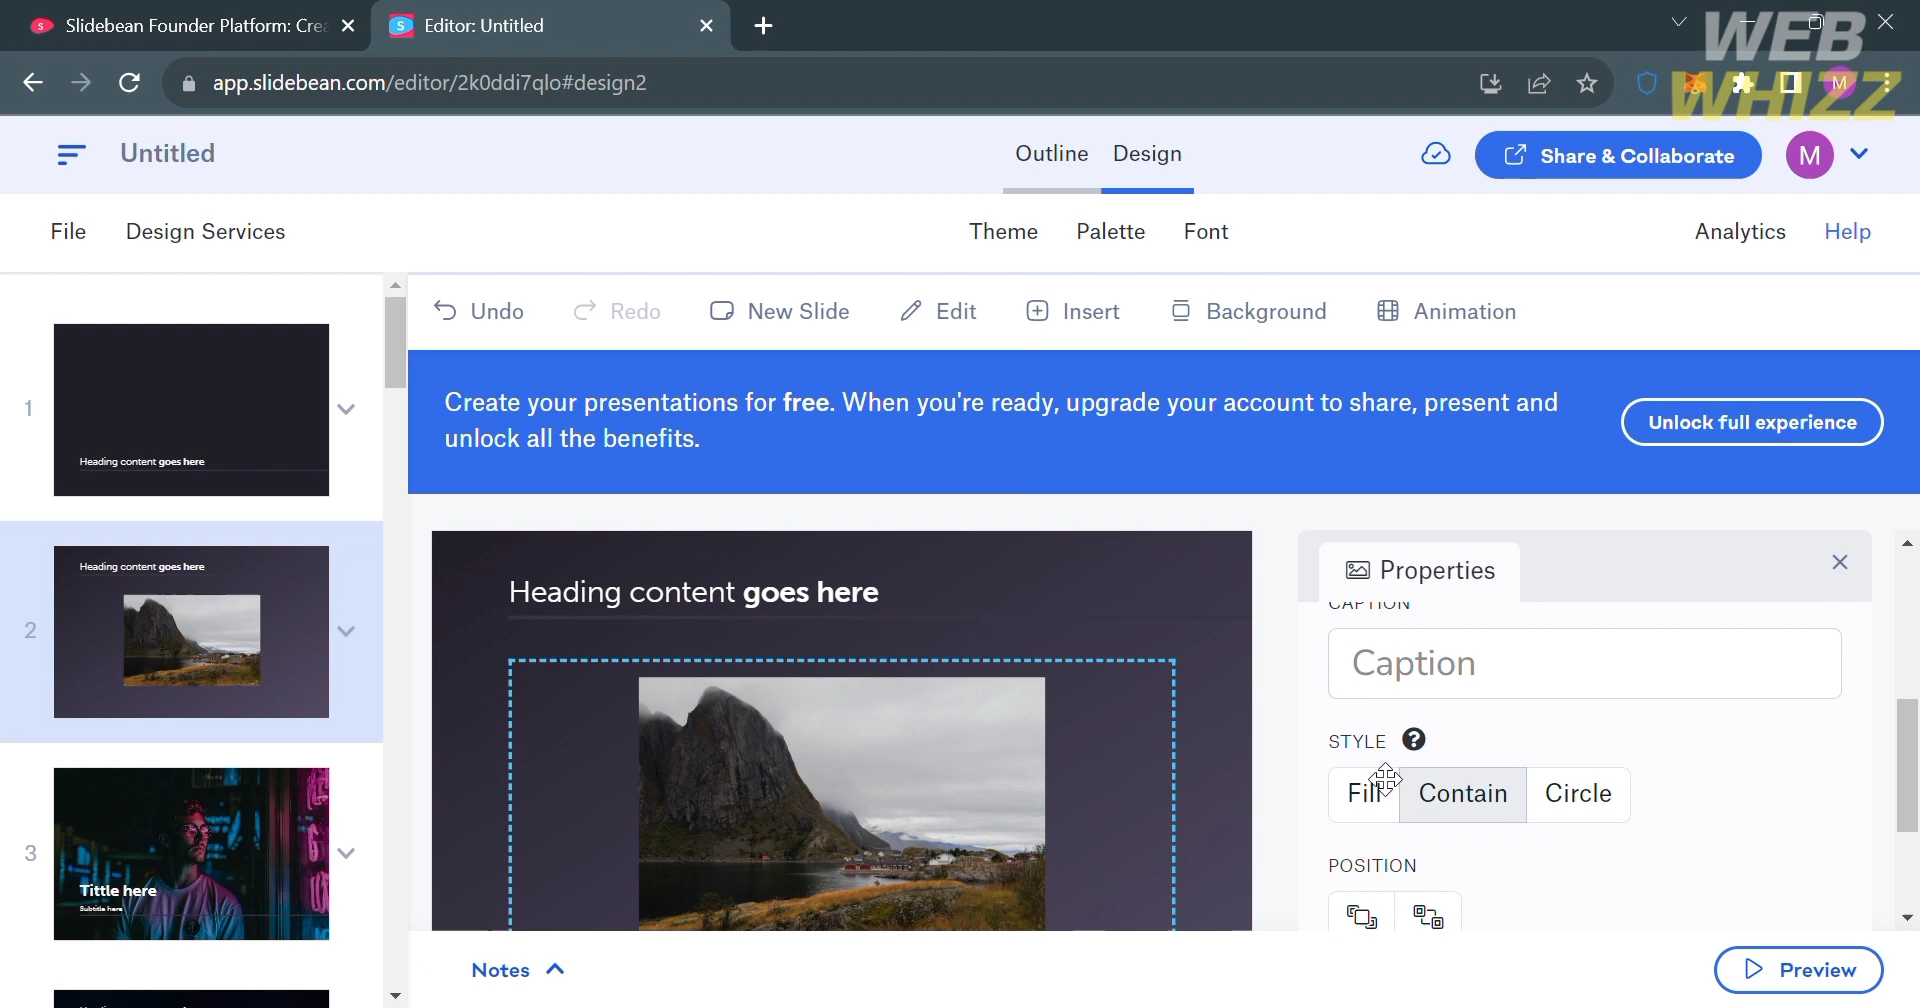 Slidebean Founder Platform: Crea
Editor: Untitled
WEB
WHIZZ
app.slidebean.com/editor/2k0ddi7qlo#design2
M
Untitled
Outline
Design
Share & Collaborate
M
File
Design Services
Theme
Palette
Font
Analytics
Help
Undo
Redo
New Slide
Edit
Insert
Background
Animation
Create your presentations for free. When you're ready, upgrade your account to share, present and
unlock all the benefits.
Unlock full experience
1
Heading content goes here
2
Heading content goes here
3
Tittle here
Subtitle here
Heading content goes here
Properties
CAPTION
Caption
STYLE
Fill
Contain
Circle
POSITION
Notes
Preview